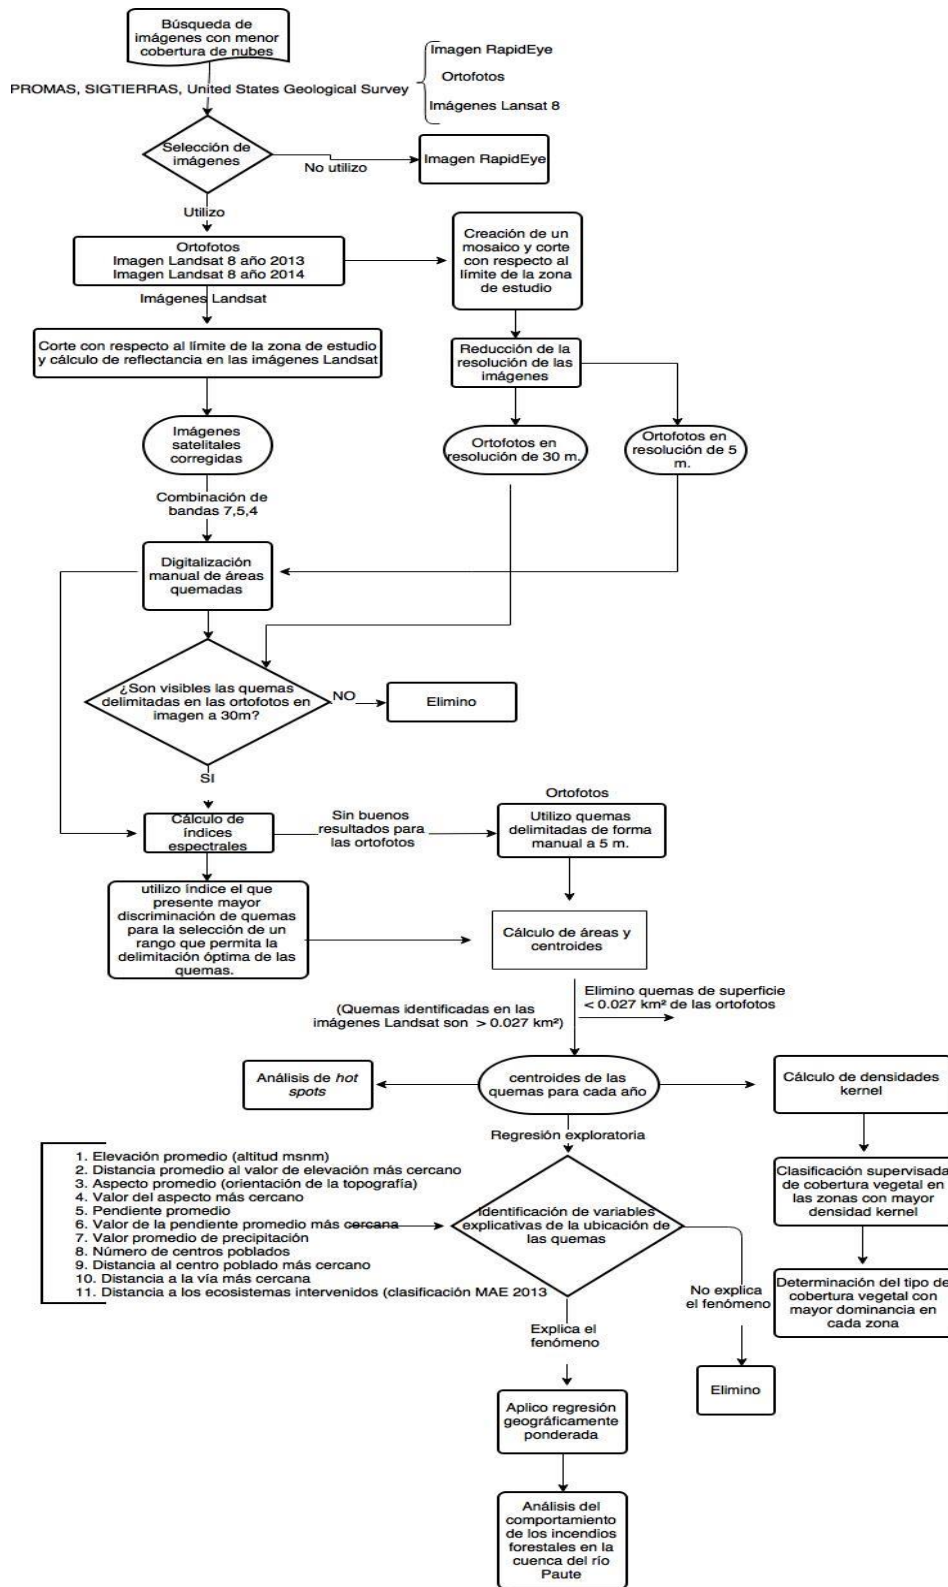 Búsqueda de
imágenes con menor
cobertura de nubes
Imagen RapidEye
Ortofotos
Imágenes Lansat 8
PROMAS, SIGTIERRAS, United States Geological Survey
Selección de
imágenes
No utilizo
Imagen RapidEye
Utilizo
Ortofotos
Imagen Landsat 8 año 2013
Imagen Landsat 8 año 2014
Creación de un
mosaico y corte
con respecto al
límite de la zona
de estudio
Imágenes Landsat
Corte con respecto al límite de la zona de estudio
y cálculo de reflectancia en las imágenes Landsat
Reducción de la
resolución de las
imágenes
Imágenes
satelitales
corregidas
Ortofotos en
resolución de 30 m.
Ortofotos en
resolución de 5
m.
Combinación de
bandas 7,5,4
Digitalización
manual de áreas
quemadas
¿Son visibles las quemas
delimitadas en las ortofotos en
imagen a 30m?
NO
Elimino
SI
Cálculo de
índices
espectrales
Sin buenos
resultados para
las ortofotos
Ortofotos
Utilizo quemas
delimitadas de forma
manual a 5 m.
utilizo índice el que
presente mayor
discriminación de quemas
para la selección de un
rango que permita la
delimitación óptima de las
quemas.
Cálculo de áreas y
centroides
(Quemas identificadas en las
imágenes Landsat son > 0.027 km²)
Elimino quemas de superficie
< 0.027 km² de las ortofotos
Análisis de hot
spots
centroides de las
quemas para cada año
Cálculo de densidades
kernel
Regresión exploratoria
1. Elevación promedio (altitud msnm)
2. Distancia promedio al valor de elevación más cercano
3. Aspecto promedio (orientación de la topografía)
4. Valor del aspecto más cercano
5. Pendiente promedio
6. Valor de la pendiente promedio más cercana
7. Valor promedio de precipitación
8. Número de centros poblados
9. Distancia al centro poblado más cercano
10. Distancia a la vía más cercana
11. Distancia a los ecosistemas intervenidos (clasificación MAE 2013
Identificación de variables
explicativas de la ubicación de
las quemas
Clasificación supervisada
de cobertura vegetal en
las zonas con mayor
densidad kernel
No explica
el fenómeno
Determinación del tipo de
cobertura vegetal con
mayor dominancia en
cada zona
Explica el
fenómeno
Elimino
Aplico regresión
geográficamente
ponderada
Análisis del
comportamiento
de los incendios
forestales en la
cuenca del río
Paute